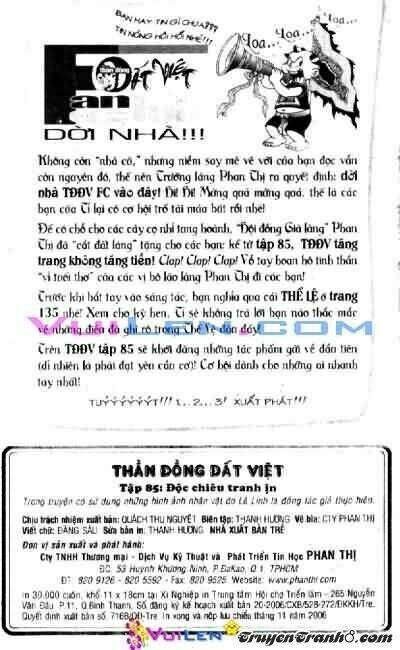 BẠN HAY TIN GÌ CHƯA???
TIN NÓNG HÔI HỔI NHÉ!!!
Loa... Loa...
Fan
Thần đồng
ĐẤT VIỆT
DỜI NHÀ!!!
Không còn "nhà cũ," nhưng niềm say mê vẽ của bạn đọc vẫn
còn nguyên đó, thế nên Trưởng làng Phan Thị ra quyết định: dời
nhà TĐĐV FC vào đây! Dê! Dê! Mừng quá mừng quá, thế là các
bạn của Tí lại có cơ hội trổ tài múa bút rồi nhé!
Để có chỗ cho các cây cọ nhí tung hoành, "Đội đồng Già làng" Phan
Thị đã "cắt đất làng" tặng cho các bạn: kể từ tập 85, TĐĐV tăng
trang không tăng tiền! Clap! Clap! Clap! Vỗ tay hoan hô tinh thần
"vì tuổi thơ" của các vị bô lão làng Phan Thị đi các bạn!
Trước khi bắt tay vào sáng tác, bạn nghía qua cái THỂ LỆ ở trang
135 nhé! Xem cho kỹ hen, Tí sẽ không trả lời bạn nào thắc mắc
về những điều đã ghi rõ trong Thể Lệ đâu đấy!
Trên TĐĐV tập 85 sẽ khởi đăng những tác phẩm gửi về đầu tiên
(dĩ nhiên là phải đạt yêu cầu cơ)! Cơ hội dành cho những ai nhanh
tay nhất!
TUÝÝÝÝÝÝT!!! 1...2...3! XUẤT PHÁT!!!
VUILEN.COM
THẦN ĐỒNG ĐẤT VIỆT
Tập 85: Độc chiêu tranh in
Trong truyện có sử dụng những hình ảnh nhân vật do Lê Linh là đồng tác giả thực hiện.
Chịu trách nhiệm xuất bản: QUÁCH THU NGUYỆT Biên tập: THANH HƯƠNG Vẽ bìa: CTY PHAN THỊ
Viết chữ: ĐĂNG SÂU Sửa bản in: THANH HƯƠNG NHÀ XUẤT BẢN TRẺ
Đơn vị sản xuất và phát hành:
Cty TNHH Thương mại - Dịch Vụ Kỹ Thuật và Phát Triển Tin Học PHAN THỊ
ĐC: 53 Huỳnh Khương Ninh, P.ĐaKao, Q.1, TPHCM
ĐT: 820 9126 - 820 5592 - Fax: 820 9525 Website: www.phanthi.com
In 30.000 cuốn, khổ 11 x 18cm tại Xí Nghiệp in Trung tâm Hội chợ Triển lãm - 265 Nguyễn
Văn Đậu P.11, Q.Bình Thạnh. Số đăng ký kế hoạch xuất bản 20-2006/CXB/528-272/ĐKKH/Tre.
Quyết định xuất bản số: 716B/QĐ-Tre. In xong và nộp lưu chiểu tháng 11 năm 2006
VUILEN
TruyenTranh8.com